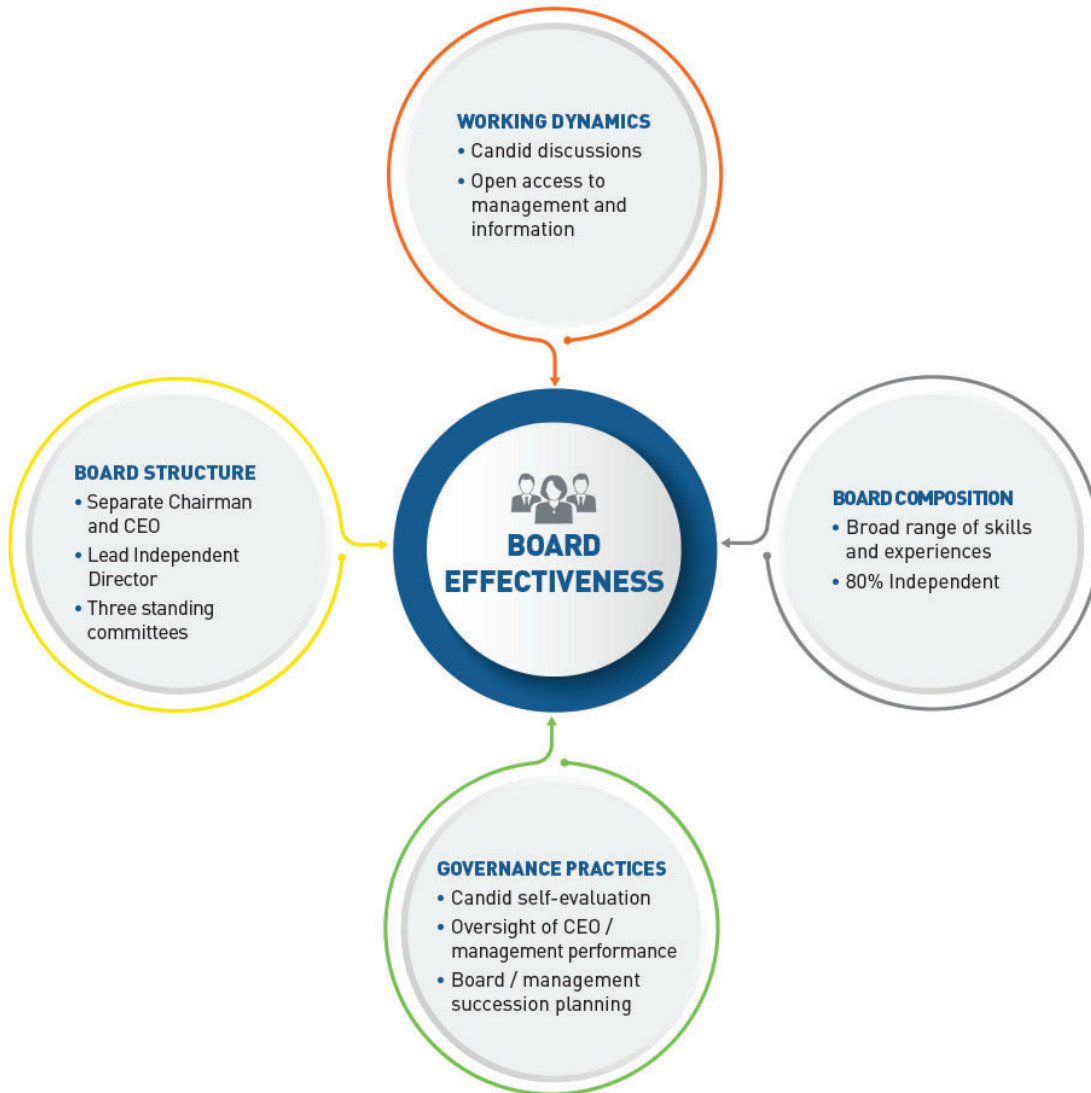 WORKING DYNAMICS
• Candid discussions
• Open access to
management and
information
BOARD STRUCTURE
• Separate Chairman
and CEO
• Lead Independent
Director
• Three standing
committees
BOARD
EFFECTIVENESS
BOARD COMPOSITION
• Broad range of skills
and experiences
• 80% Independent
GOVERNANCE PRACTICES
• Candid self-evaluation
• Oversight of CEO /
management performance
• Board / management
succession planning